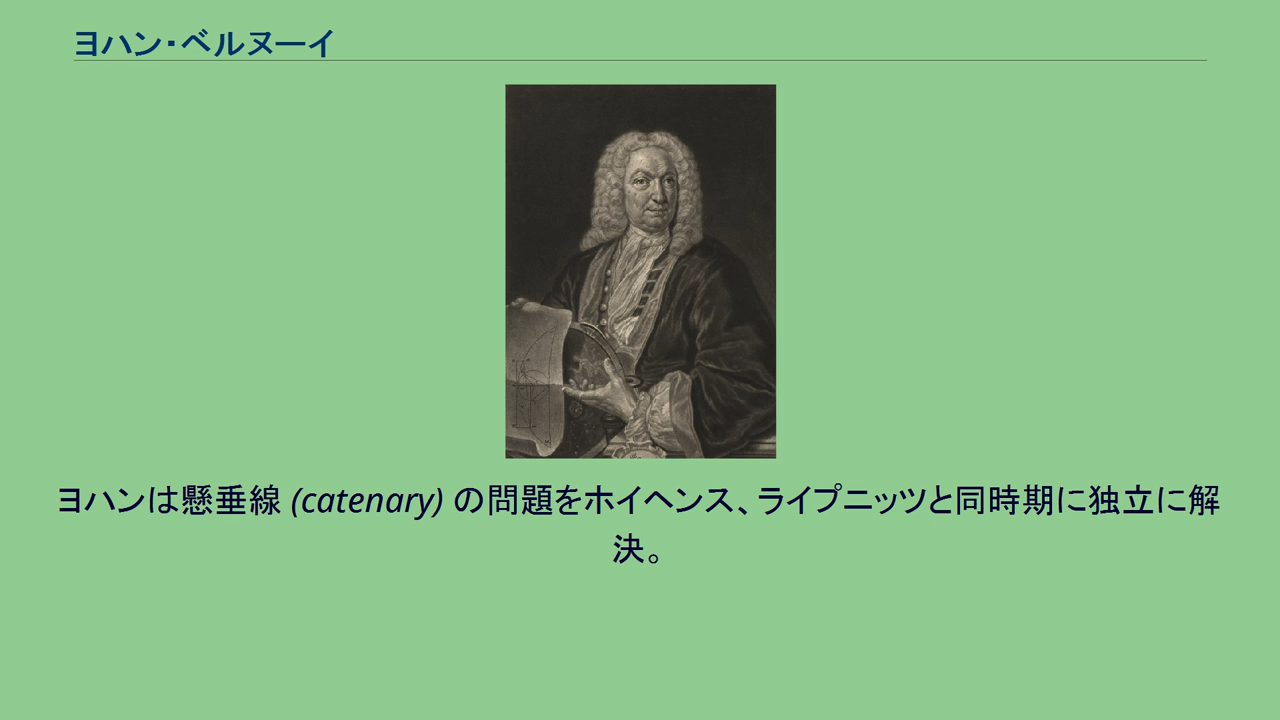 ヨハン・ベルヌーイ
ヨハンは懸垂線 (catenary) の問題をホイヘンス、ライプニッツと同時期に独立に解
決。